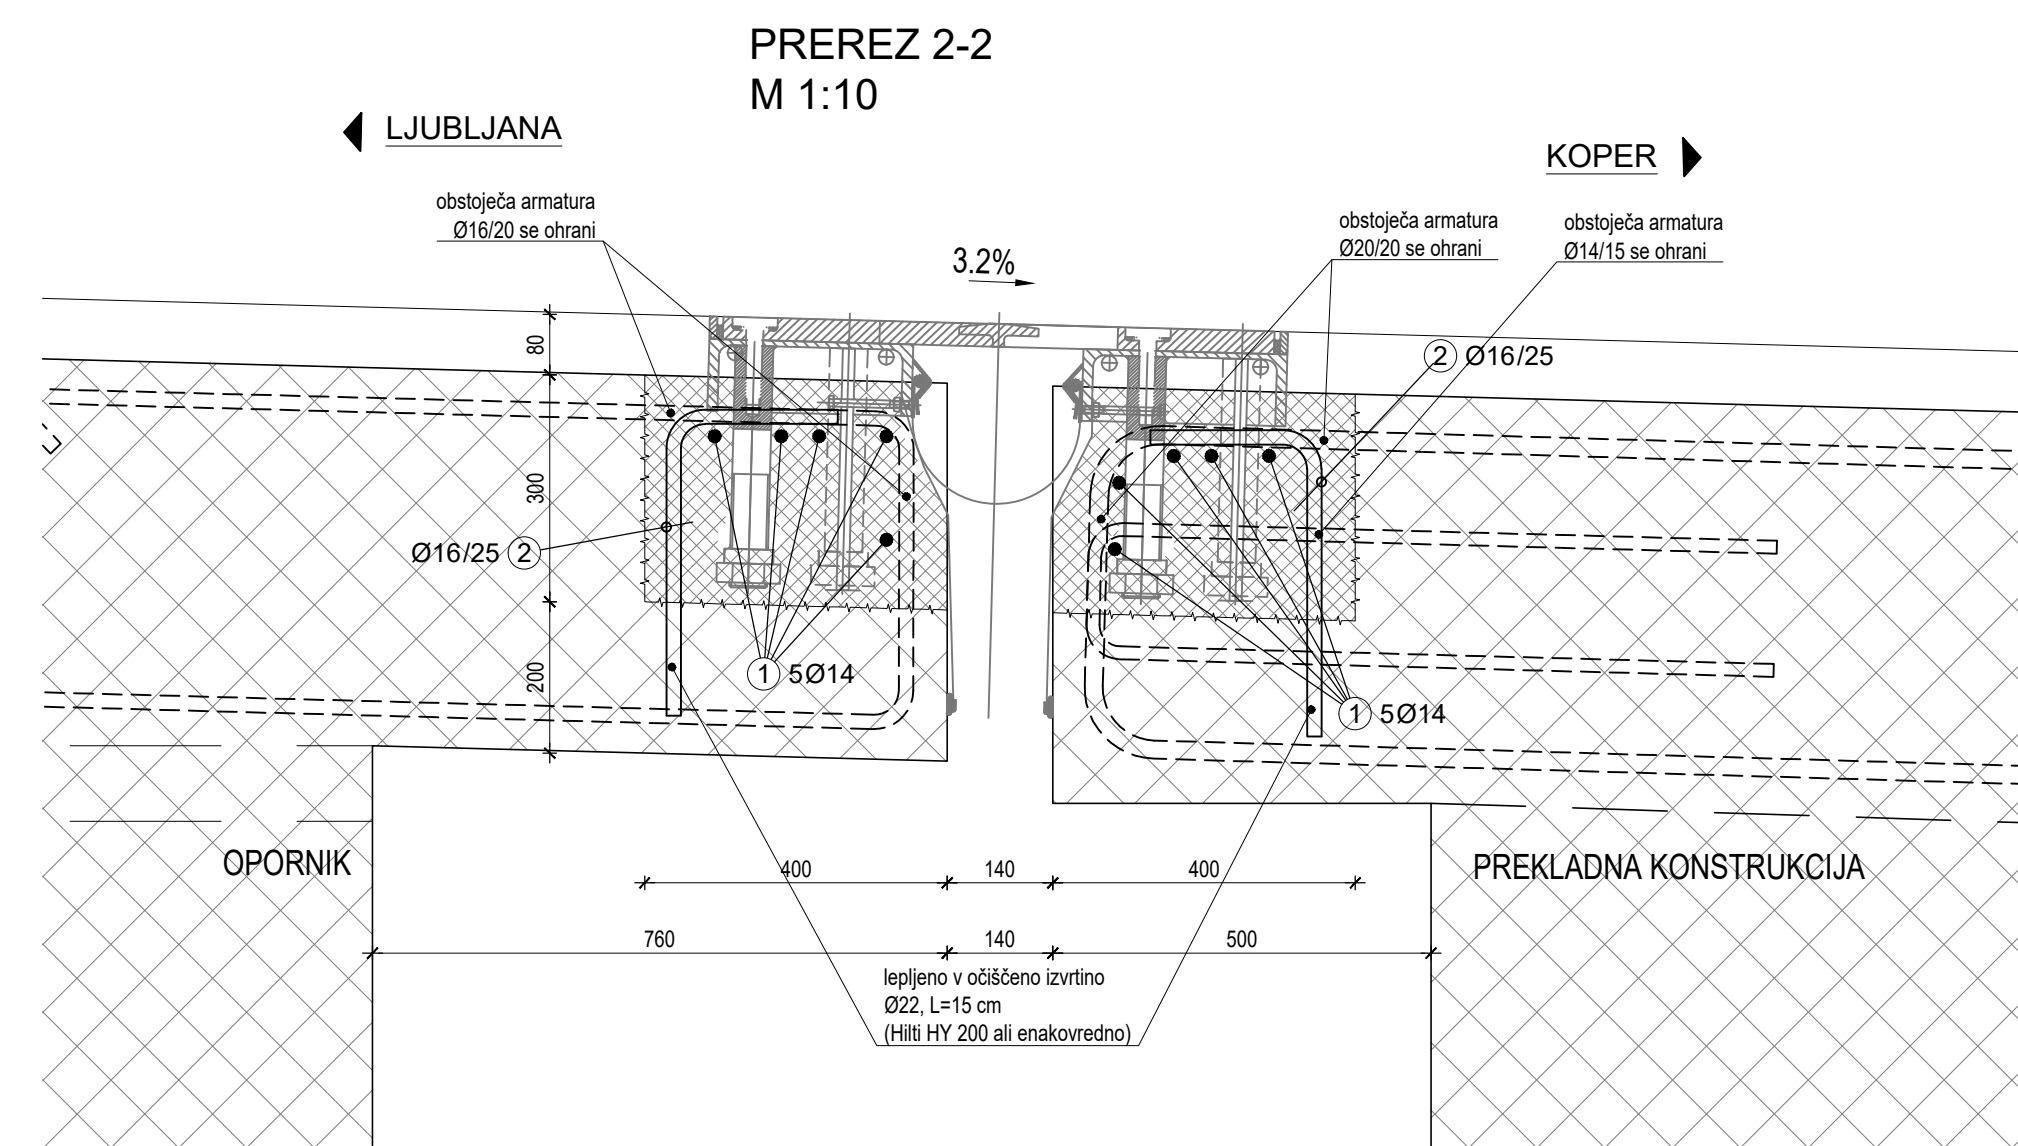 PREREZ 2-2
M 1:10
LJUBLJANA
KOPER
obstoječa armatura
Ø16/20 se ohrani
3.2%
obstoječa armatura
Ø20/20 se ohrani
obstoječa armatura
Ø14/15 se ohrani
80
300
200
2 Ø16/25
Ø16/25 2
1 5Ø14
1 5Ø14
OPORNIK
PREKLADNA KONSTRUKCIJA
400
140
400
760
140
500
lepljeno v očiščeno izvrtino
Ø22, L=15 cm
(Hilti HY 200 ali enakovredno)